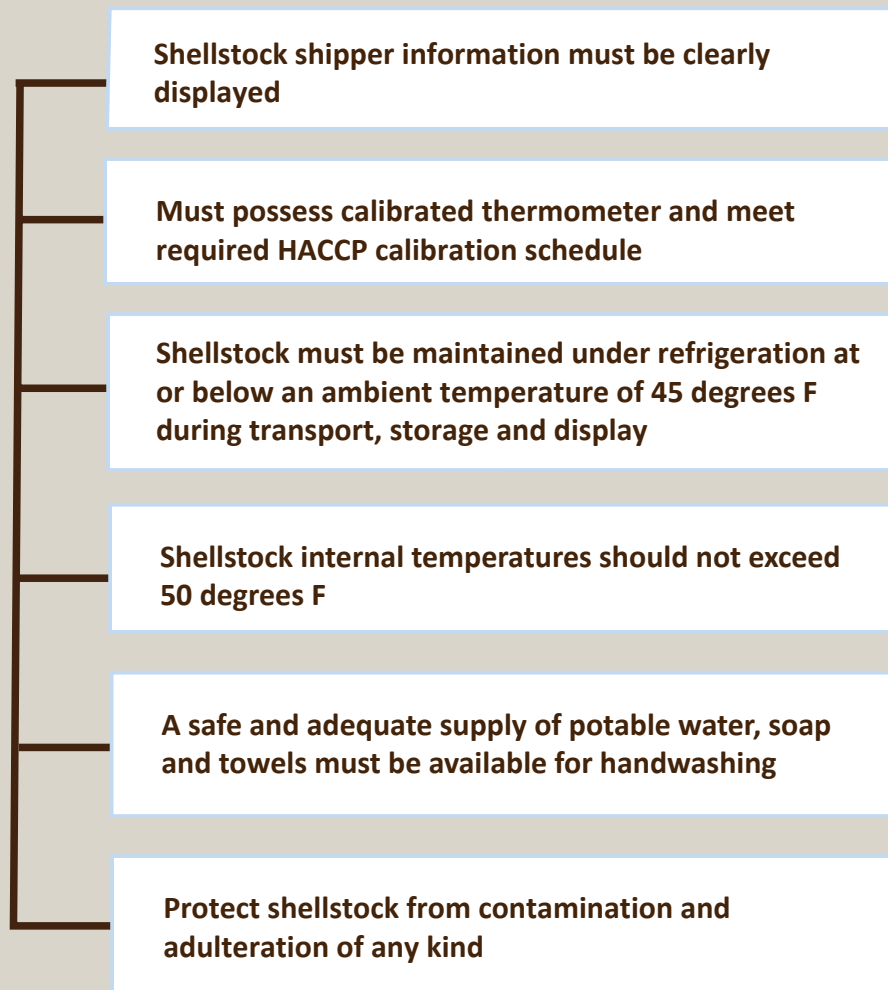 Shellstock shipper information must be clearly
displayed
Must possess calibrated thermometer and meet
required HACCP calibration schedule
Shellstock must be maintained under refrigeration at
or below an ambient temperature of 45 degrees F
during transport, storage and display
Shellstock internal temperatures should not exceed
50 degrees F
A safe and adequate supply of potable water, soap
and towels must be available for handwashing
Protect shellstock from contamination and
adulteration of any kind